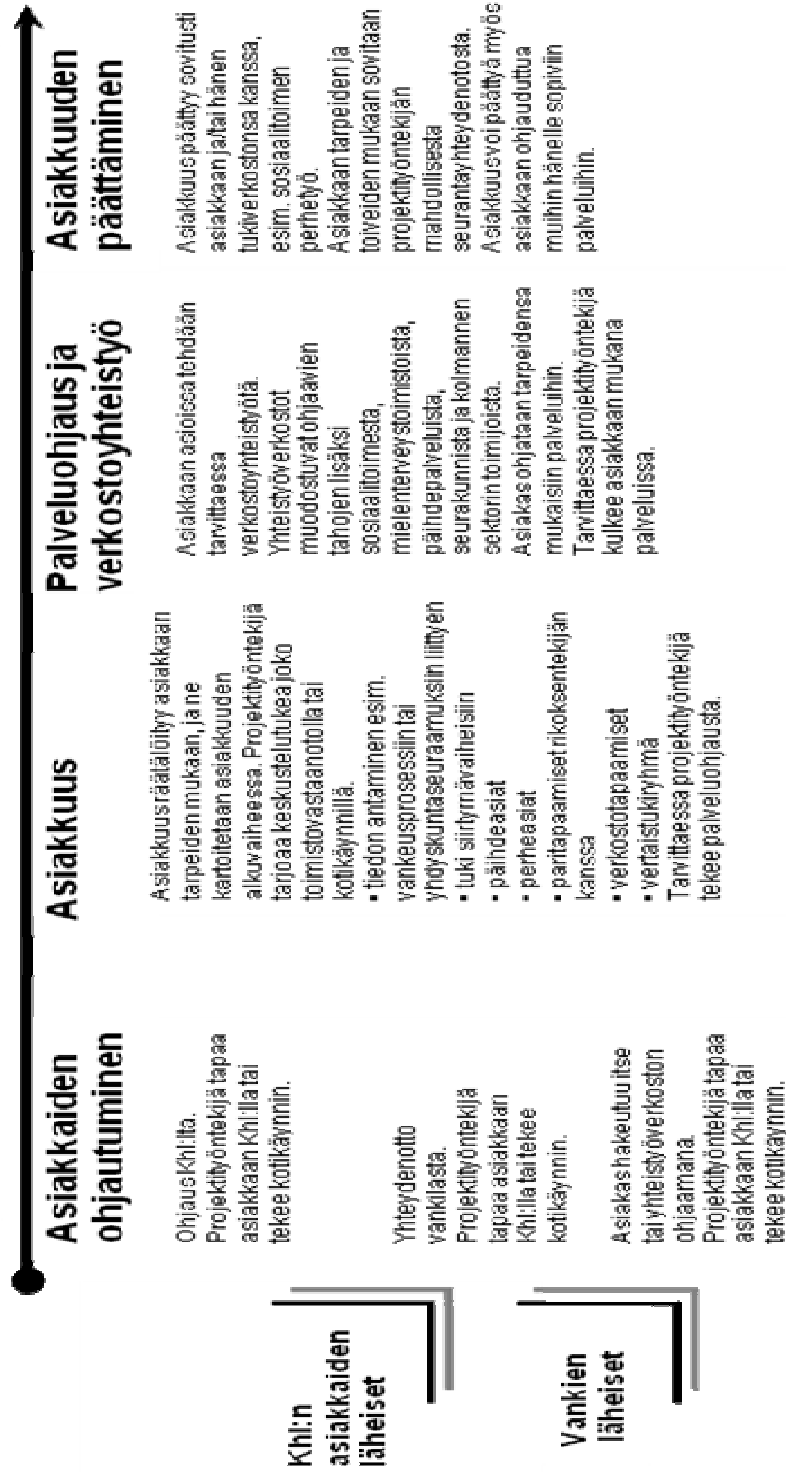 Asiakkaiden
ohjautuminen
Ohjaus Khl:lta.
Projektityöntekijä tapaa
asiakkaan Khl:lla tai
tekee kotikäynnin.
Yhteydenotto
vankilasta.
Projektityöntekijä
tapaa asiakkaan
Khl:lla tai tekee
kotikäynnin.
Asiakas hakeutuu itse
tai yhteistyöverkoston
ohjaamana.
Projektityöntekijä tapaa
asiakkaan Khl:lla tai
tekee kotikäynnin.
Khl:n
asiakkaiden
läheiset
Vankien
läheiset
Asiakkuus
Asiakkuus räätälöityy asiakkaan
tarpeiden mukaan, ja ne
kartoitetaan asiakkuuden
alkuvaiheessa. Projektityöntekijä
tarjoaa keskustelutukea joko
toimistovastaanotolla tai
kotikäynnillä.
▪ tiedon antaminen esim.
vankeusprosessiin tai
yhdyskuntaseuraamuksiin liittyen
▪ tuki siirtymävaiheisiin
▪ päihdeasiat
▪ perheasiat
▪ paritapaamiset rikoksentekijän
kanssa
▪ verkostotapaamiset
▪ vertaistukiryhmä
Tarvittaessa projektityöntekijä
tekee palveluohjausta.
Palveluohjaus ja
verkostoyhteistyö
Asiakkaan asioissa tehdään
tarvittaessa
verkostoyhteistyötä.
Yhteistyöverkostot
muodostuvat ohjaavien
tahojen lisäksi
sosiaalitoimesta,
mielenterveystoimistoista,
päihdepalveluista,
seurakunnista ja kolmannen
sektorin toimijoista.
Asiakas ohjataan tarpeidensa
mukaisiin palveluihin.
Tarvittaessa projektityöntekijä
kulkee asiakkaan mukana
palveluissa.
Asiakkuuden
päättäminen
Asiakkuus päättyy sovitusti
asiakkaan ja/tai hänen
tukiverkostonsa kanssa,
esim. sosiaalitoimen
perhetyö.
Asiakkaan tarpeiden ja
toiveiden mukaan sovitaan
projektityöntekijän
mahdollisesta
seurantayhteydenotosta.
Asiakkuus voi päättyä myös
asiakkaan ohjauduttua
muihin hänelle sopiviin
palveluihin.